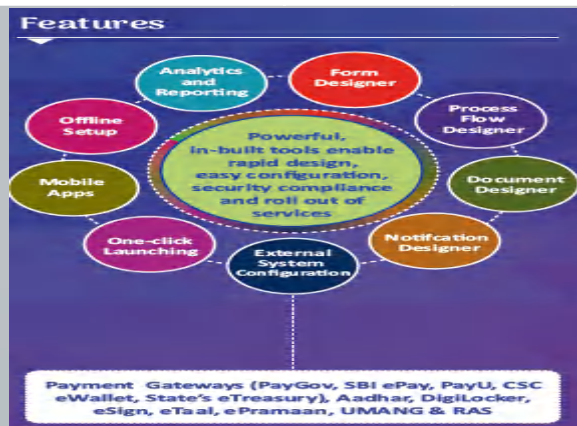 Features
Analytics
and
Reporting
Form
Designer
Offline
Setup
Process
Flow
Designer
Powerful,
in-built tools enable
rapid design,
easy configuration,
security compliance
and roll out of
services
Mobile
Apps
Document
Designer
One-click
Launching
Notifcation
Designer
External
System
Configuration
Payment Gateways (PayGov, SBI ePay, PayU, CSC
eWallet, State's eTreasury), Aadhar, DigiLocker,
eSign, eTaal, ePramaan, UMANG & RAS